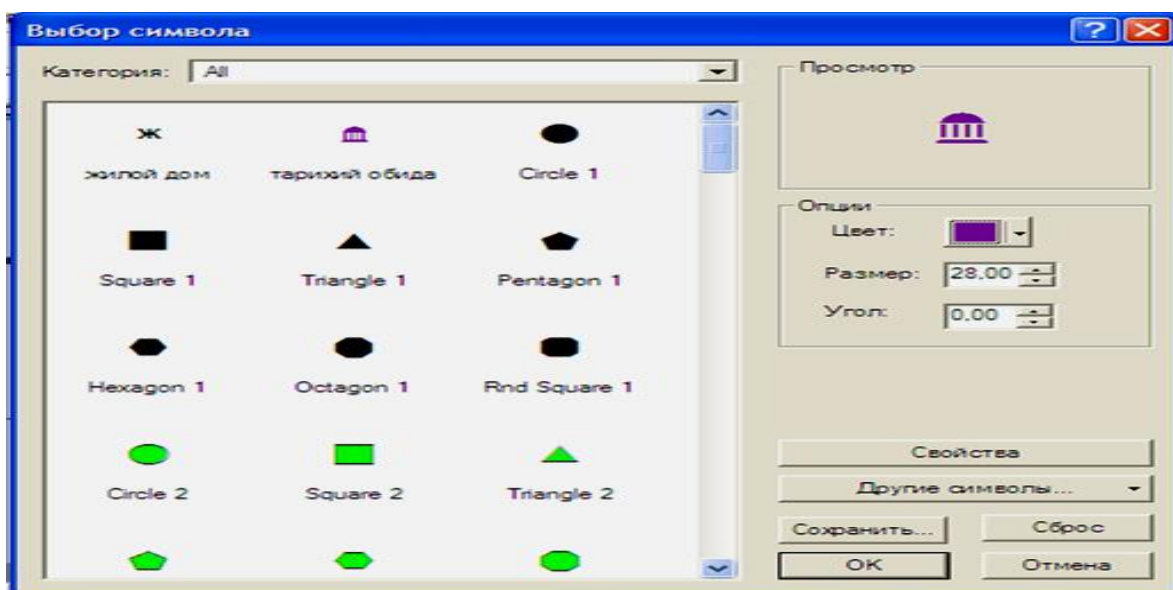 Выбор символа
Категория: All
ж
жилой дом тарихий обида Circle 1
Square 1 Triangle 1 Pentagon 1
Hexagon 1 Octagon 1 Rnd Square 1
Circle 2 Square 2 Triangle 2
Просмотр
Опции
Цвет:
Размер: 28.00
Угол: 0.00
Свойства
Другие символы...
Сохранить... Сброс
OK Отмена